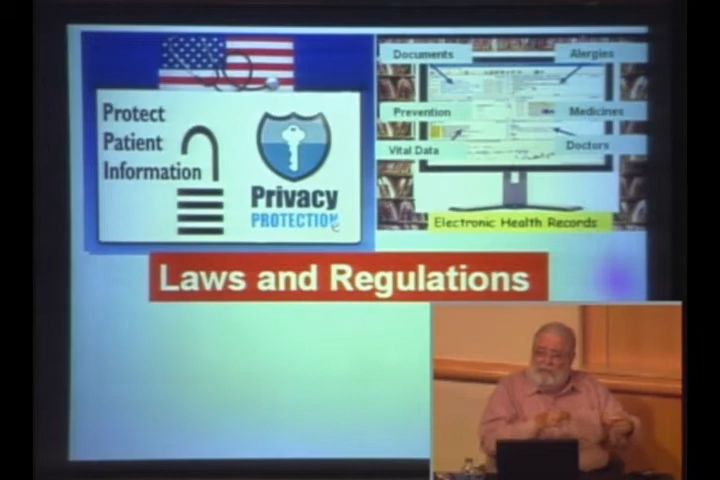 Protect
Patient
Information
Privacy
PROTECTION
Documents
Allergies
Prevention
Medicines
Vital Data
Doctors
Electronic Health Records
Laws and Regulations